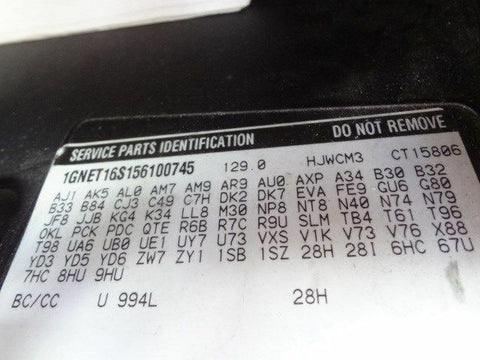 SERVICE PARTS IDENTIFICATION DO NOT REMOVE
1GNET16S156100745 129.0 HJWCM3 CT15806
AJ1 AK5 AL0 AM7 AM9 AR9 AU0 AXP A34 B30 B32
B33 B84 CJ3 C49 C7H DK2 DK7 EVA FE9 GU6 G80
JF8 JJB KG4 K34 LL8 M30 NP8 NT8 N40 N74 N71
OKL PCK PDC QTE R6B R7C R9U SLM TB4 T61 T96
T98 UA6 UB0 UE1 UY7 U73 VXS V1K V73 V76 X88
YD3 YD5 YD6 ZW7 ZY1 1SB 1SZ 28H 28I 6HC 67U
7HC 8HU 9HU
BC/CC U 994L 28H